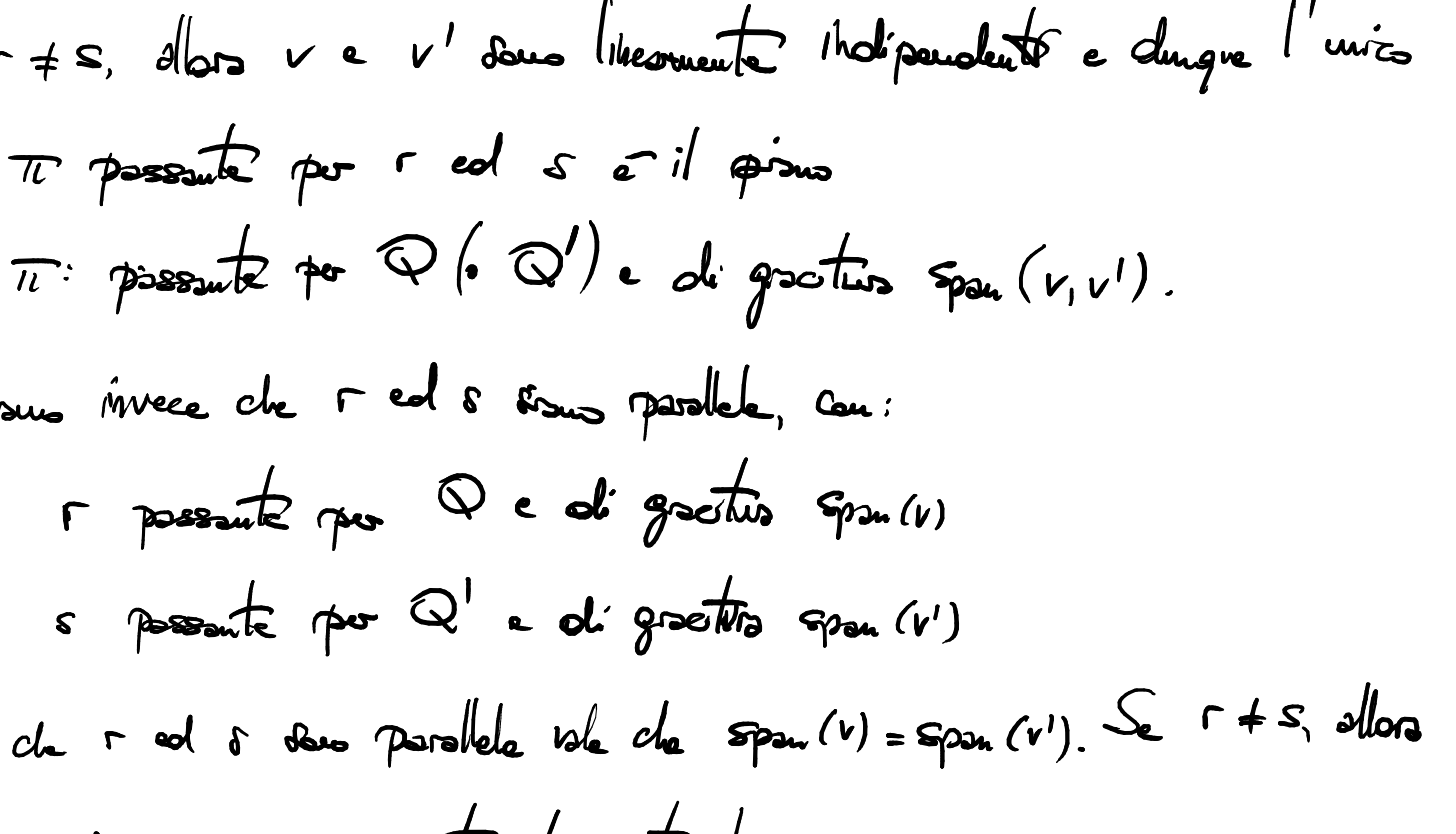 ≠ s, allora v e v' sono linearmente indipendenti e dunque l'unico
π passante per r ed s è il piano
π: passante per Q (o Q') e di giacitura span (v, v').
invece che r ed s siano parallele, con:
r passante per Q e di giacitura span (v)
s passante per Q' e di giacitura span (v')
che r ed s sono parallele vale che span (v) = span (v'). Se r ≠ s, allora